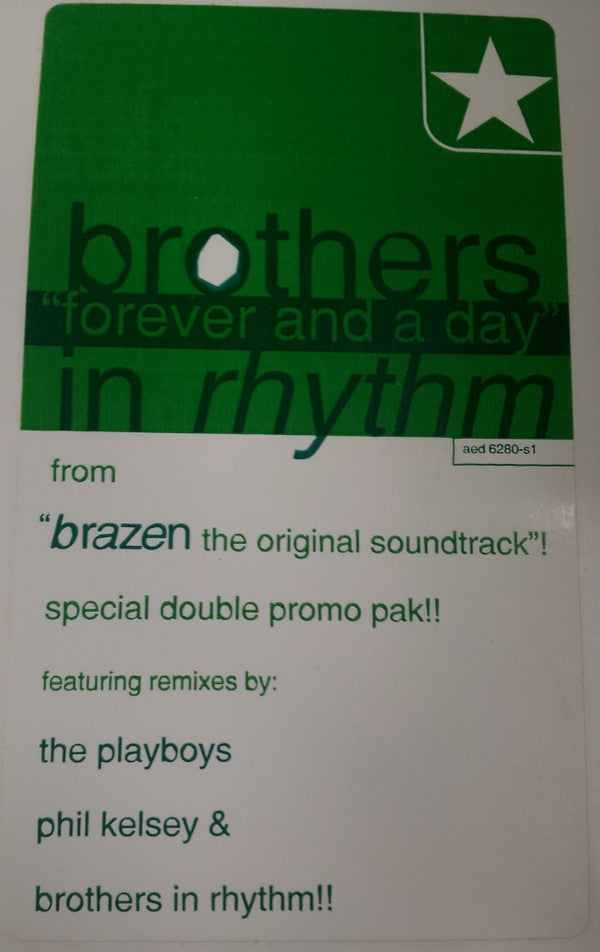 brothers
“forever and a day”
in rhythm
aed 6280-s1
from
“brazen the original soundtrack”!
special double promo pak!!
featuring remixes by:
the playboys
phil kelsey &
brothers in rhythm!!